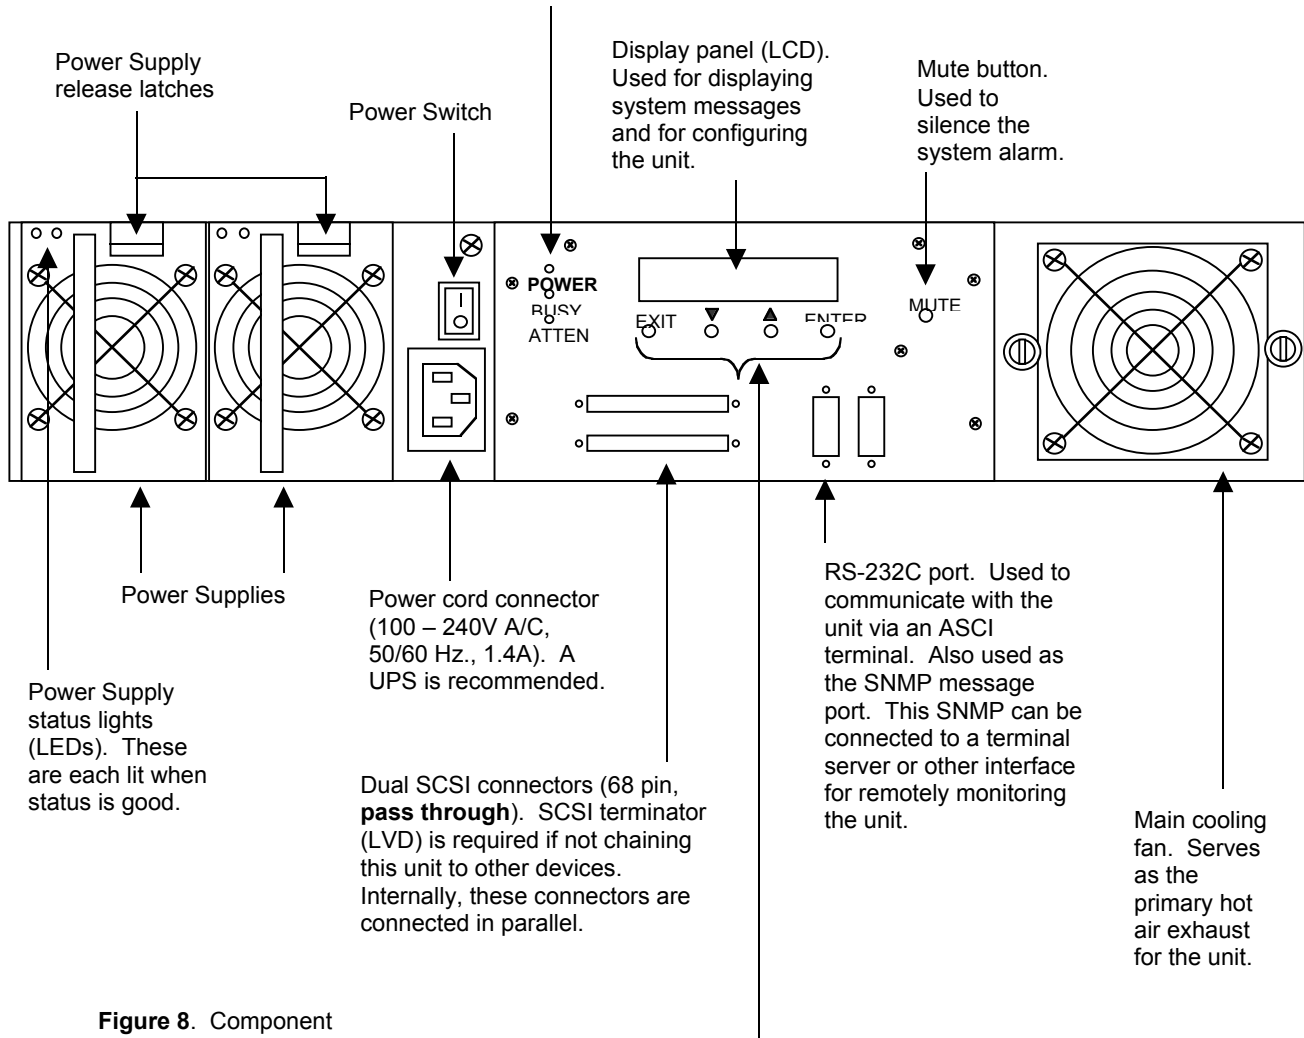 Power Supply
release latches
Power Switch
Display panel (LCD).
Used for displaying
system messages
and for configuring
the unit.
Mute button.
Used to
silence the
system alarm.
POWER
BUSY
ATTEN
EXIT
ENTER
MUTE
Power Supplies
Power Supply
status lights
(LEDs). These
are each lit when
status is good.
Power cord connector
(100 – 240V A/C,
50/60 Hz., 1.4A). A
UPS is recommended.
Dual SCSI connectors (68 pin,
pass through). SCSI terminator
(LVD) is required if not chaining
this unit to other devices.
Internally, these connectors are
connected in parallel.
RS-232C port. Used to
communicate with the
unit via an ASCI
terminal. Also used as
the SNMP message
port. This SNMP can be
connected to a terminal
server or other interface
for remotely monitoring
the unit.
Main cooling
fan. Serves
as the
primary hot
air exhaust
for the unit.
Figure 8. Component